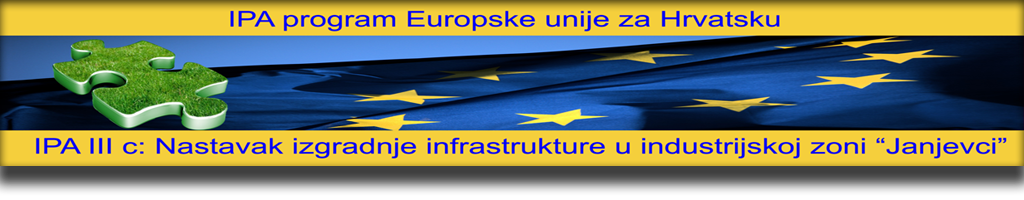 IPA program Europske unije za Hrvatsku
IPA III c: Nastavak izgradnje infrastrukture u industrijskoj zoni “Janjevci”